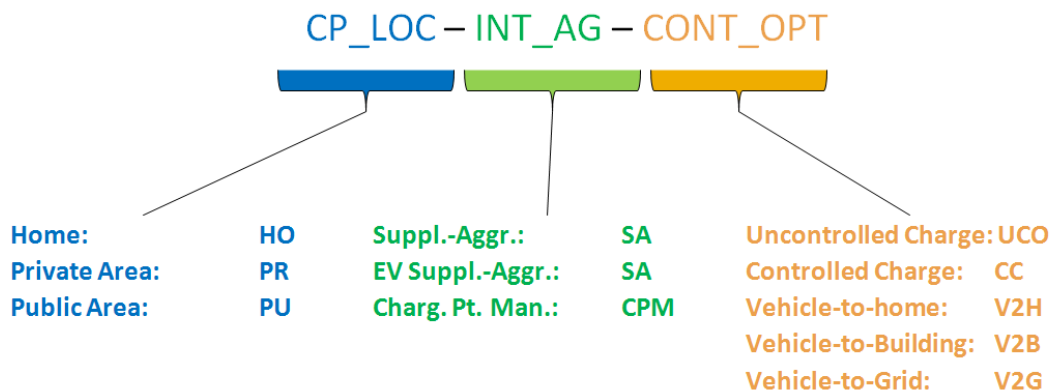 CP_LOC – INT_AG – CONT_OPT
Home: HO Suppl.-Aggr.: SA Uncontrolled Charge: UCO
Private Area: PR EV Suppl.-Aggr.: SA Controlled Charge: CC
Public Area: PU Charg. Pt. Man.: CPM Vehicle-to-home: V2H
Vehicle-to-Building: V2B
Vehicle-to-Grid: V2G